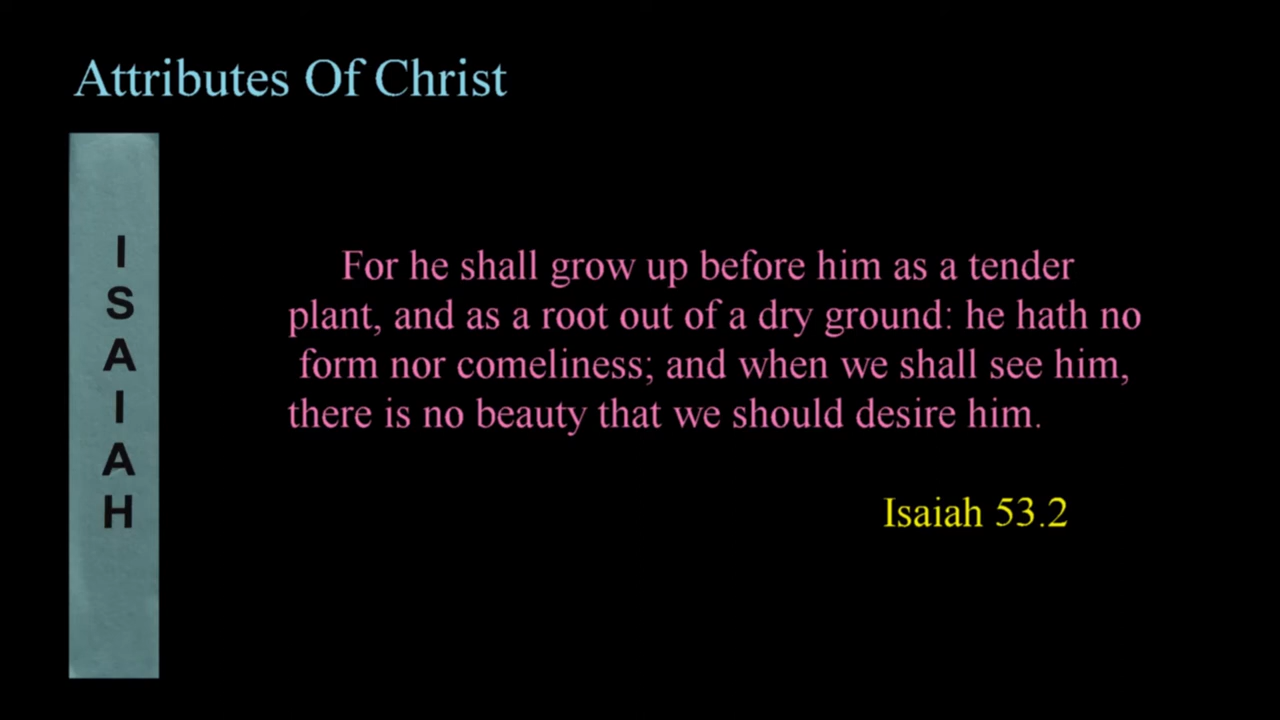 Attributes Of Christ
ISAIAH
For he shall grow up before him as a tender
plant, and as a root out of a dry ground: he hath no
form nor comeliness; and when we shall see him,
there is no beauty that we should desire him.
Isaiah 53.2